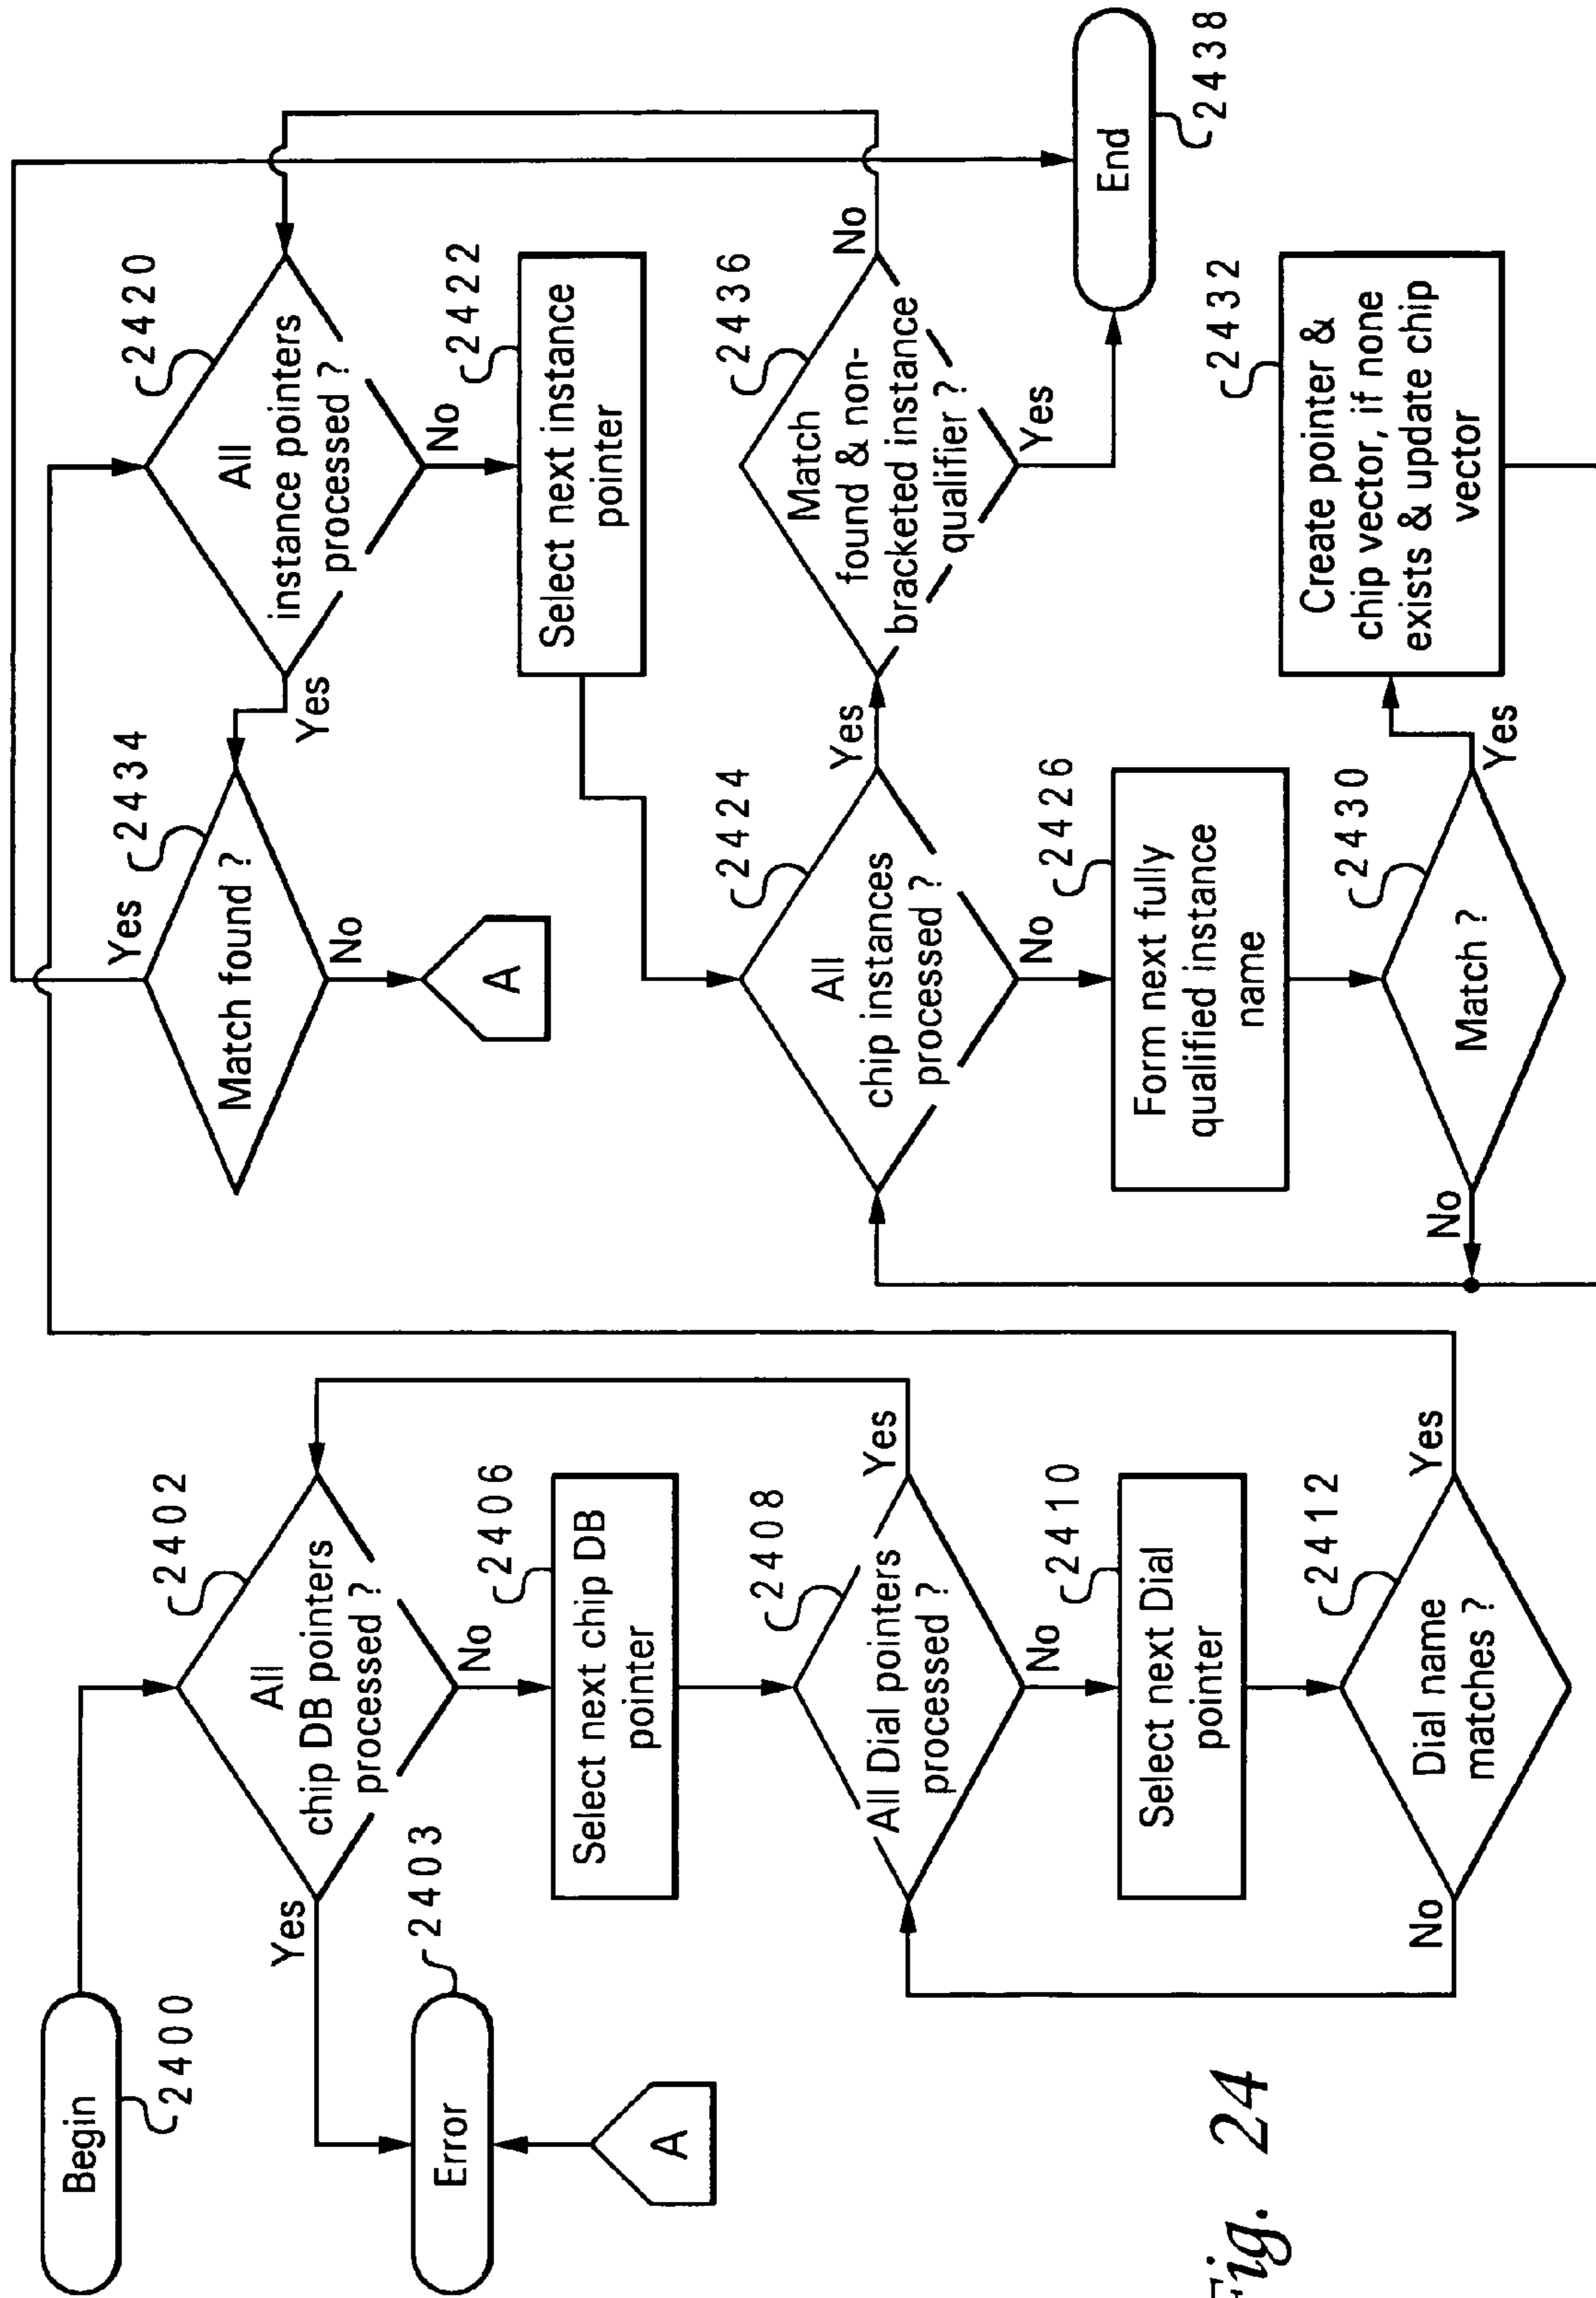 Begin
2400
All
chip DB pointers
processed ?
2402
Yes
No
Error
2403
A
Select next chip DB
pointer
2406
All Dial pointers
processed ?
2408
Yes
No
Select next Dial
pointer
2410
Dial name
matches ?
2412
No
Yes
All
instance pointers
processed ?
2420
Yes
No
Match found ?
2434
Yes
No
A
Select next instance
pointer
2422
All
chip instances
processed ?
2424
Yes
No
Match
found & non-
bracketed instance
qualifier ?
2436
No
Yes
End
2438
Form next fully
qualified instance
name
2426
Match ?
2430
No
Yes
Create pointer &
chip vector, if none
exists & update chip
vector
2432
Fig. 24